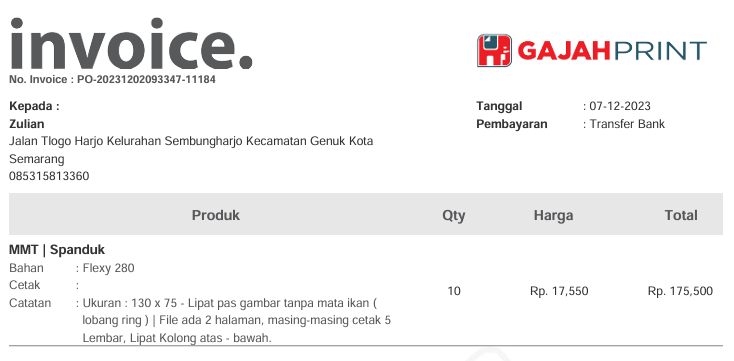 invoice.
GAJAHPRINT
No. Invoice : PO-20231202093347-11184
Kepada :
Zulian
Jalan Tlogo Harjo Kelurahan Sembungharjo Kecamatan Genuk Kota
Semarang
085315813360
Tanggal : 07-12-2023
Pembayaran : Transfer Bank
Produk Qty Harga Total
MMT | Spanduk
Bahan : Flexy 280
Cetak :
Catatan : Ukuran : 130 x 75 - Lipat pas gambar tanpa mata ikan (
lobang ring ) | File ada 2 halaman, masing-masing cetak 5
Lembar, Lipat Kolong atas - bawah.
10 Rp. 17,550 Rp. 175,500